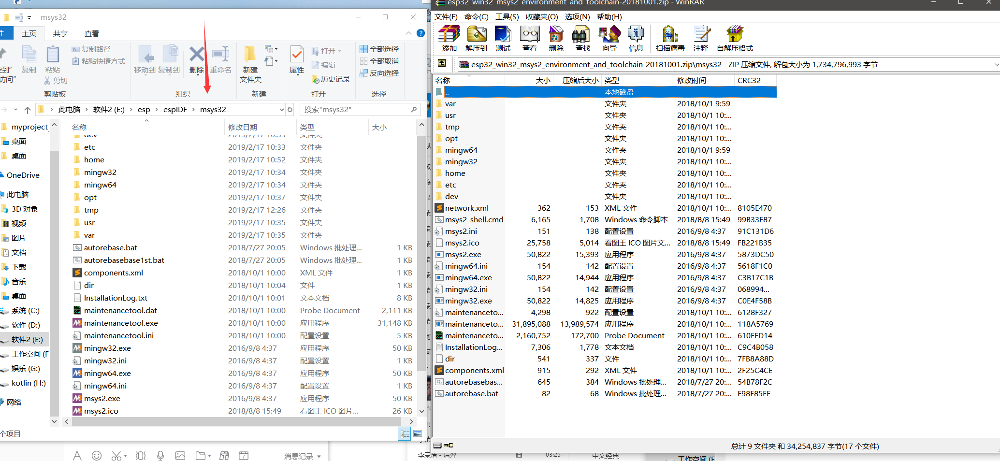 msys32
件 主页 共享 查看
复制 粘贴 复制路径 粘贴快捷方式 剪切
剪贴板
移动到 复制到 删除 重命名
组织
新建文件夹
新建
属性 打开 编辑 历史记录
打开
全部选择 全部取消 反向选择
选择
此电脑 › 软件2 (E:) › esp › espIDF › msys32
搜索"msys32"
myproject_
桌面
桌面
OneDrive
此电脑
3D 对象
视频
图片
文档
下载
音乐
桌面
系统 (C:)
软件 (D:)
软件2 (E:)
工作空间 (F
娱乐 (G:)
kotlin (H:)
网络
个项目
名称 修改日期 类型 大小
dev 2019/2/17 10:33 文件夹
etc 2019/2/17 10:33 文件夹
home 2019/2/17 10:52 文件夹
mingw32 2019/2/17 10:34 文件夹
mingw64 2019/2/17 10:34 文件夹
opt 2019/2/17 10:37 文件夹
tmp 2019/2/17 12:26 文件夹
usr 2019/2/17 10:35 文件夹
var 2019/2/17 10:35 文件夹
autorebase.bat 2018/7/27 20:05 Windows 批处理... 1 KB
autorebasebase1st.bat 2018/7/27 20:05 Windows 批处理... 1 KB
components.xml 2018/10/1 10:00 XML 文件 1 KB
dir 2018/10/1 10:04 文件 1 KB
InstallationLog.txt 2018/10/1 10:01 文本文档 8 KB
maintenancetool.dat 2018/10/1 10:00 Probe Document 2,111 KB
maintenancetool.exe 2018/10/1 10:00 应用程序 31,148 KB
maintenancetool.ini 2018/10/1 10:00 配置设置 5 KB
mingw32.exe 2016/9/8 4:37 应用程序 50 KB
mingw32.ini 2016/9/8 4:37 配置设置 1 KB
mingw64.exe 2016/9/8 4:37 应用程序 50 KB
mingw64.ini 2016/9/8 4:37 配置设置 1 KB
msys2.exe 2016/9/8 4:37 应用程序 50 KB
msys2.ico 2018/8/8 15:49 看图王 ICO 图片... 26 KB
消息记录
esp32_win32_msys2_environment_and_toolchain-20181001.zip - WinRAR
文件(F) 命令(C) 工具(S) 收藏夹(O) 选项(N) 帮助(H)
添加 解压到 测试 查看 删除 查找 向导 信息 扫描病毒 注释 自解压格式
esp32_win32_msys2_environment_and_toolchain-20181001.zip\msys32 - ZIP 压缩文件, 解包大小为 1,734,796,993 字节
名称 大小 压缩后大小 类型 修改时间 CRC32
.. 本地磁盘
var 文件夹 2018/10/1 9:59
usr 文件夹 2018/10/1 10:...
tmp 文件夹 2018/10/1 10:...
opt 文件夹 2018/10/1 10:...
mingw64 文件夹 2018/10/1 9:59
mingw32 文件夹 2018/10/1 10:...
home 文件夹 2018/10/1 10:...
etc 文件夹 2018/10/1 10:...
dev 文件夹 2018/10/1 10:...
network.xml 362 153 XML 文件 2018/10/1 10:... 8105E470
msys2_shell.cmd 6,165 1,708 Windows 命令脚本 2018/8/8 15:49 99B33E87
msys2.ini 151 138 配置设置 2016/9/8 4:37 91C131D6
msys2.ico 25,758 5,014 看图王 ICO 图片文... 2018/8/8 15:49 FB221B35
msys2.exe 50,822 15,393 应用程序 2016/9/8 4:37 5873DC50
mingw64.ini 154 142 配置设置 2016/9/8 4:37 5618F1C0
mingw64.exe 50,822 14,944 应用程序 2016/9/8 4:37 C3B17C1B
mingw32.ini 154 142 配置设置 2016/9/8 4:37 068994...
mingw32.exe 50,822 14,825 应用程序 2016/9/8 4:37 C0E4F58B
maintenanceto... 4,298 922 配置设置 2018/10/1 10:... 6128F327
maintenanceto... 31,895,088 13,989,574 应用程序 2018/10/1 10:... 118A5769
maintenanceto... 2,160,752 172,700 Probe Document 2018/10/1 10:... 610EED14
InstallationLog... 7,306 1,778 文本文档 2018/10/1 10:... C9C4B058
dir 541 337 文件 2018/10/1 10:... 7FB8A88D
components.xml 915 292 XML 文件 2018/10/1 10:... 2F25C4CE
autorebasebas... 645 384 Windows 批处理... 2018/7/27 20:... 54B78F2C
autorebase.bat 82 68 Windows 批处理... 2018/7/27 20:... F98F85EE
总计 9 文件夹 和 34,254,837 字节(17 个文件)
03:25 中文经典
工作空间 (F